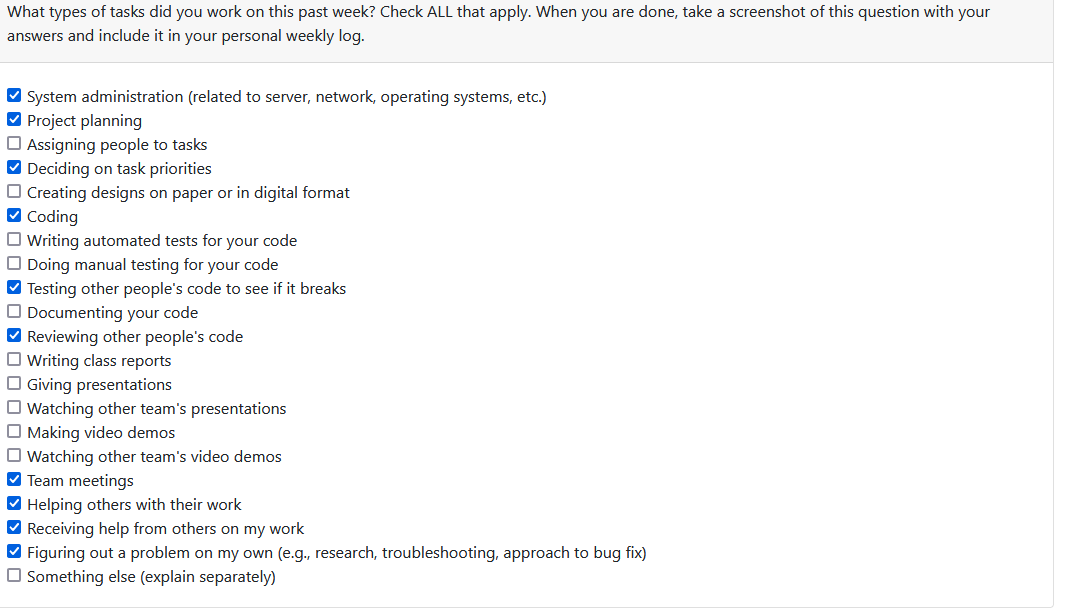 What types of tasks did you work on this past week? Check ALL that apply. When you are done, take a screenshot of this question with your
answers and include it in your personal weekly log.
System administration (related to server, network, operating systems, etc.)
Project planning
Assigning people to tasks
Deciding on task priorities
Creating designs on paper or in digital format
Coding
Writing automated tests for your code
Doing manual testing for your code
Testing other people's code to see if it breaks
Documenting your code
Reviewing other people's code
Writing class reports
Giving presentations
Watching other team's presentations
Making video demos
Watching other team's video demos
Team meetings
Helping others with their work
Receiving help from others on my work
Figuring out a problem on my own (e.g., research, troubleshooting, approach to bug fix)
Something else (explain separately)